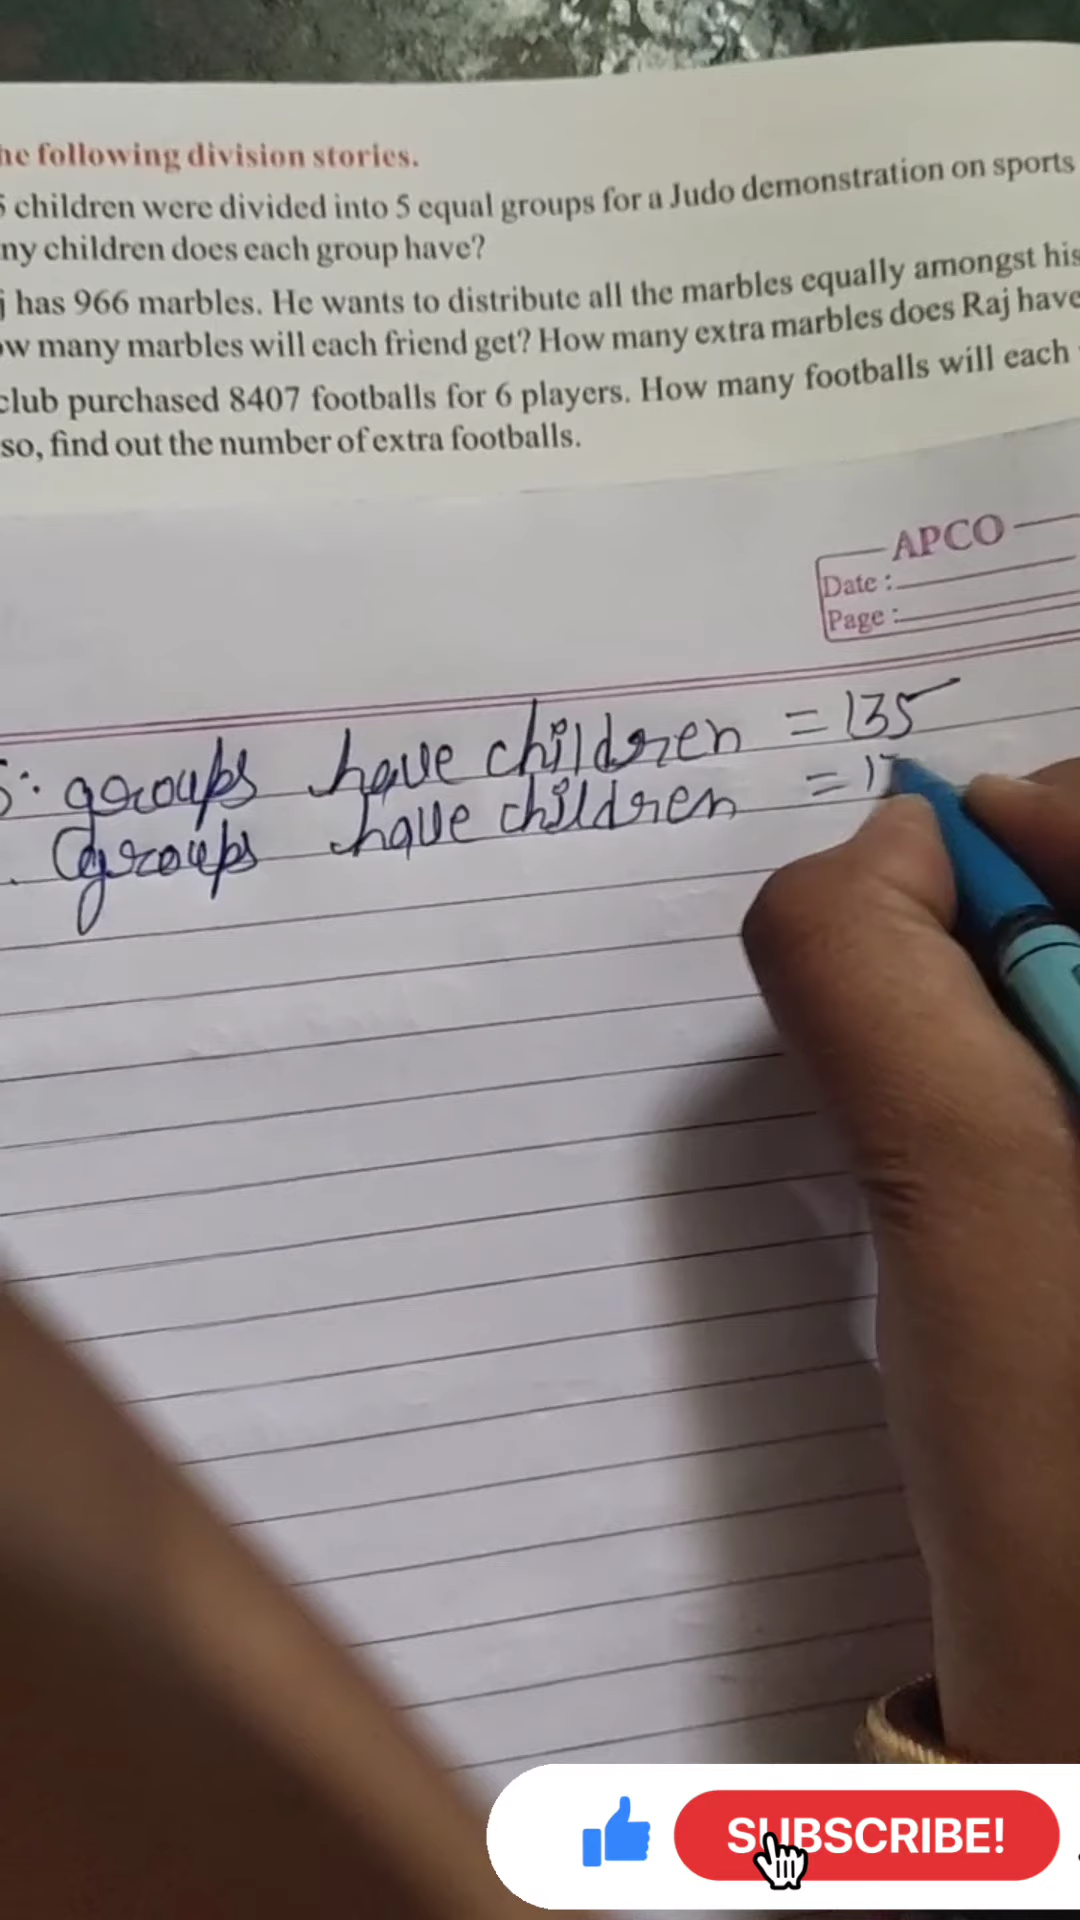 following division stories.
children were divided into 5 equal groups for a Judo demonstration on sports
children does each group have?
has 966 marbles. He wants to distribute all the marbles equally amongst his
many marbles will each friend get? How many extra marbles does Raj have
club purchased 8407 footballs for 6 players. How many footballs will each
so, find out the number of extra footballs.
APCO
Date :
Page :
groups have children = 135
groups have children = 1
SUBSCRIBE!